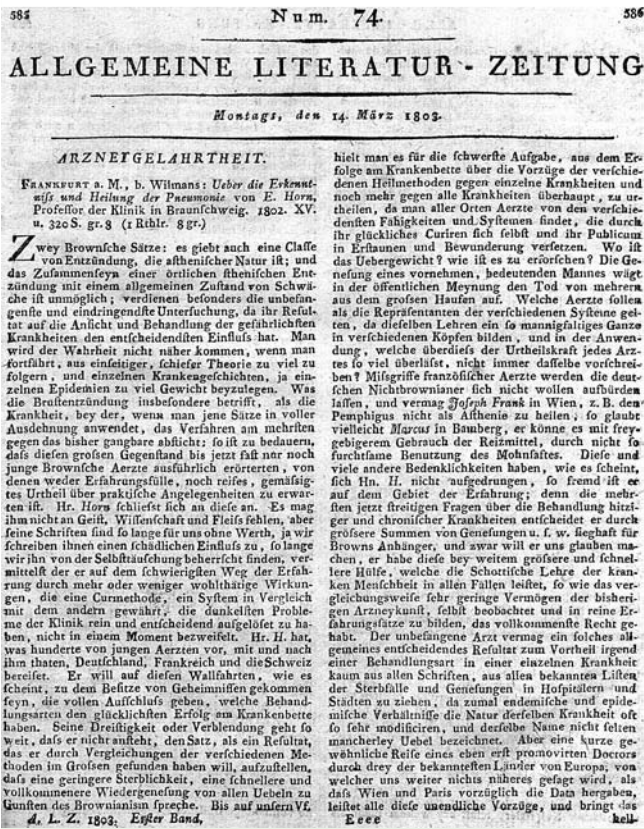 585
Num. 74.
586
ALLGEMEINE LITERATUR-ZEITUNG
Montags, den 14. März 1803.
ARZNEYGELAHRTHEIT.
FRANKFURT a. M., b. Wilmans: Ueber die Erkennt-
niſs und Heilung der Pneumonie von E. Horn,
Profeſſor der Klinik in Braunſchweig. 1802. XV.
u. 320 S. gr. 8 (1 Rthlr. 8 gr.)
Zwey Brownſche Sätze: es giebt auch eine Claſſe
von Entzündung, die aſtheniſcher Natur iſt; und
das Zuſammenſeyn einer örtlichen ſtheniſchen Ent-
zündung mit einem allgemeinen Zuſtand von Schwä-
che iſt unmöglich; verdienen beſonders die unbefan-
genſte und eindringendſte Unterſuchung, da ihr Reſul-
tat auf die Anſicht und Behandlung der gefährlichſten
Krankheiten den entſcheidendſten Einfluſs hat. Man
wird der Wahrheit nicht näher kommen, wenn man
fortfährt, aus einſeitiger, ſchiefer Theorie zu viel zu
folgern, und einzelnen Krankengeſchichten, ja ein-
zelnen Epidemien zu viel Gewicht beyzulegen. Was
die Bruſtentzündung insbeſondere betrifft, als die
Krankheit, bey der, wenn man jene Sätze in voller
Ausdehnung anwendet, das Verfahren am mehrſten
gegen das bisher gangbare abſticht; ſo iſt zu bedauern,
daſs dieſen groſsen Gegenſtand bis jetzt faſt nur noch
junge Brownſche Aerzte ausführlich erörterten, von
denen weder Erfahrungsfülle, noch reifes, gemäſsig-
tes Urtheil über praktiſche Angelegenheiten zu erwar-
ten iſt. Hr. Horn ſchlieſst ſich an dieſe an. Es mag
ihm nicht an Geiſt, Wiſſenſchaft und Fleiſs fehlen, aber
ſeine Schriften ſind ſo lange für uns ohne Werth, ja wir
ſchreiben ihnen einen ſchädlichen Einfluſs zu, ſo lange
wir ihn von der Selbſttäuſchung beherrſcht finden, ver-
mittelſt der er auf dem ſchwierigſten Weg der Erfah-
rung durch mehr oder weniger wohlthätige Wirkun-
gen, die eine Curmethode, ein Syſtem in Vergleich
mit dem andern gewährt, die dunkelſten Proble-
me der Klinik rein und entſcheidend aufgelöſet zu ha-
ben, nicht in einem Moment bezweifelt. Hr. H. hat,
was hunderte von jungen Aerzten vor, mit und nach
ihm thaten, Deutſchland, Frankreich und die Schweiz
bereiſet. Er will auf dieſen Wallfahrten, wie es
ſcheint, zu dem Beſitze von Geheimniſſen gekommen
ſeyn, die vollen Aufſchluſs geben, welche Behand-
lungsarten den glücklichſten Erfolg am Krankenbette
haben. Seine Dreiſtigkeit oder Verblendung geht ſo
weit, daſs er nicht anſteht, den Satz, als ein Reſultat,
das er durch Vergleichungen der verſchiedenen Me-
thoden im Groſsen gefunden haben will, aufzuſtellen,
daſs eine geringere Sterblichkeit, eine ſchnellere und
vollkommenere Wiedergeneſung von allen Uebeln zu
Gunſten des Brownianism ſpreche. Bis auf unſern Vf.
A. L. Z. 1803. Erſter Band,
hielt man es für die ſchwerſte Aufgabe, aus dem Er-
folge am Krankenbette über die Vorzüge der verſchie-
denen Heilmethoden gegen einzelne Krankheiten und
noch mehr gegen alle Krankheiten überhaupt, zu ur-
theilen, da man aller Orten Aerzte von den verſchie-
denſten Fähigkeiten und Syſtemen findet, die durch
ihr glückliches Curiren ſich ſelbſt und ihr Publicum
in Erſtaunen und Bewunderung verſetzen. Wo iſt
das Uebergewicht? wie iſt es zu erforſchen? Die Ge-
neſung eines vornehmen, bedeutenden Mannes wägt
in der öffentlichen Meynung den Tod von mehrern
aus dem groſsen Haufen auf. Welche Aerzte ſollen
als die Repräſentanten der verſchiedenen Syſteme gel-
ten, da dieſelben Lehren ein ſo mannigfaltiges Ganze
in verſchiedenen Köpfen bilden, und in der Anwen-
dung, welche überdieſs der Urtheilskraft jedes Arz-
tes ſo viel überläſst, nicht immer daſſelbe vorſchrei-
ben? Miſsgriffe franzöſiſcher Aerzte werden die deut-
ſchen Nichtbrownianer ſich nicht wollen aufbürden
laſſen, und vermag Joſeph Frank in Wien, z. B. den
Pemphigus nicht als Aſthenie zu heilen; ſo glaubt
vielleicht Marcus in Bamberg, er könne es mit frey-
gebigerem Gebrauch der Reizmittel, durch nicht ſo
furchtſame Benutzung des Mohnſaftes. Dieſe und
viele andere Bedenklichkeiten haben, wie es ſcheint,
ſich Hn. H. nicht aufgedrungen, ſo fremd iſt er
auf dem Gebiet der Erfahrung; denn die mehr-
ſten jetzt ſtreitigen Fragen über die Behandlung hitzi-
ger und chroniſcher Krankheiten entſcheidet er durch
gröſsere Summen von Geneſungen u. ſ. w. ſieghaft für
Browns Anhänger, und zwar will er uns glauben ma-
chen, er habe dieſe bey weitem gröſsere und ſchnel-
lere Hülfe, welche die Schottiſche Lehre der kran-
ken Menſchheit in allen Fällen leiſtet, ſo wie das ver-
gleichungsweiſe ſehr geringe Vermögen der bisheri-
gen Arzneykunſt, ſelbſt beobachtet und in reine Er-
fahrungsſätze zu bilden, das vollkommenſte Recht ge-
habt. Der unbefangene Arzt vermag ein ſolches all-
gemeines entſcheidendes Reſultat zum Vortheil irgend
einer Behandlungsart in einer einzelnen Krankheit
kaum aus allen Schriften, aus allen bekannten Liſten
der Sterbfälle und Geneſungen in Hoſpitälern und
Städten zu ziehen, da zumal endemiſche und epide-
miſche Verhältniſſe die Natur derſelben Krankheit oft
ſo ſehr modificiren, und derſelbe Name nicht ſelten
mancherley Uebel bezeichnet. Aber eine kurze ge-
wöhnliche Reiſe eines eben erſt promovirten Doctors
durch drey der bekannteſten Länder von Europa, von
welcher uns weiter nichts näheres geſagt wird, als
daſs Wien und Paris vorzüglich die Data hergaben,
leiſtet alle dieſe unendliche Vorzüge, und bringt das
Eeee
hell-